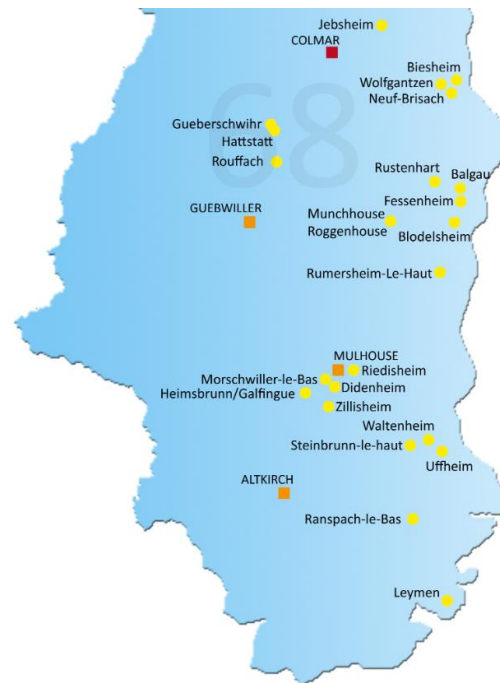 Jebsheim
COLMAR
Biesheim
Wolfgantzen
Neuf-Brisach
68
Gueberschwihr
Hattstatt
Rouffach
Rustenhart
Balgau
Fessenheim
GUEBWILLER
Munchhouse
Roggenhouse
Blodelsheim
Rumersheim-Le-Haut
MULHOUSE
Riedisheim
Morschwiller-le-Bas
Didenheim
Heimsbrunn/Galfingue
Zillisheim
Waltenheim
Steinbrunn-le-haut
Uffheim
ALTKIRCH
Ranspach-le-Bas
Leymen